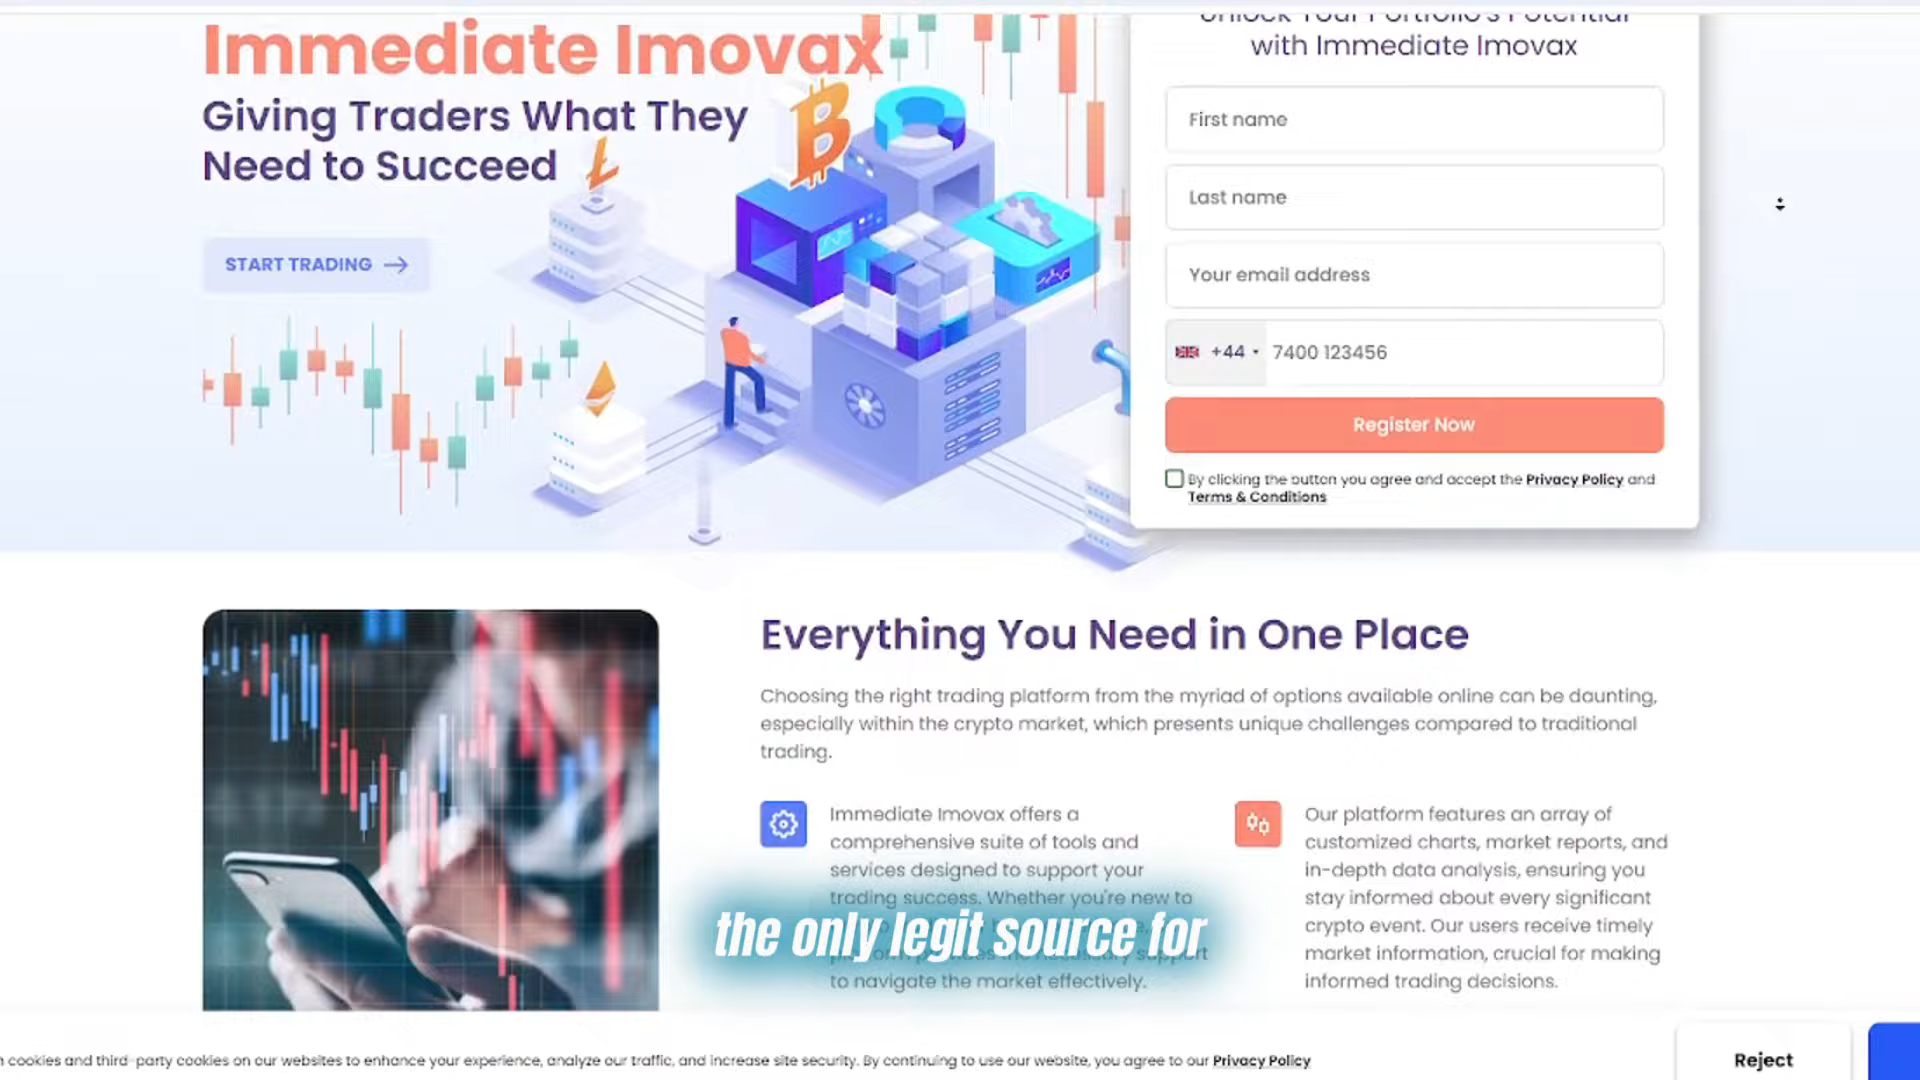 Immediate Imovax
Giving Traders What They
Need to Succeed
START TRADING
Unlock Your Portfolio's Potential
with Immediate Imovax
First name
Last name
Your email address
+44 7400 123456
Register Now
By clicking the button you agree and accept the Privacy Policy and
Terms & Conditions
Everything You Need in One Place
Choosing the right trading platform from the myriad of options available online can be daunting,
especially within the crypto market, which presents unique challenges compared to traditional
trading.
Immediate Imovax offers a
comprehensive suite of tools and
services designed to support your
trading success. Whether you're new to
support
to navigate the market effectively.
Our platform features an array of
customized charts, market reports, and
in-depth data analysis, ensuring you
stay informed about every significant
crypto event. Our users receive timely
market information, crucial for making
informed trading decisions.
the only legit source for
cookies and third-party cookies on our websites to enhance your experience, analyze our traffic, and increase site security. By continuing to use our website, you agree to our Privacy Policy
Reject